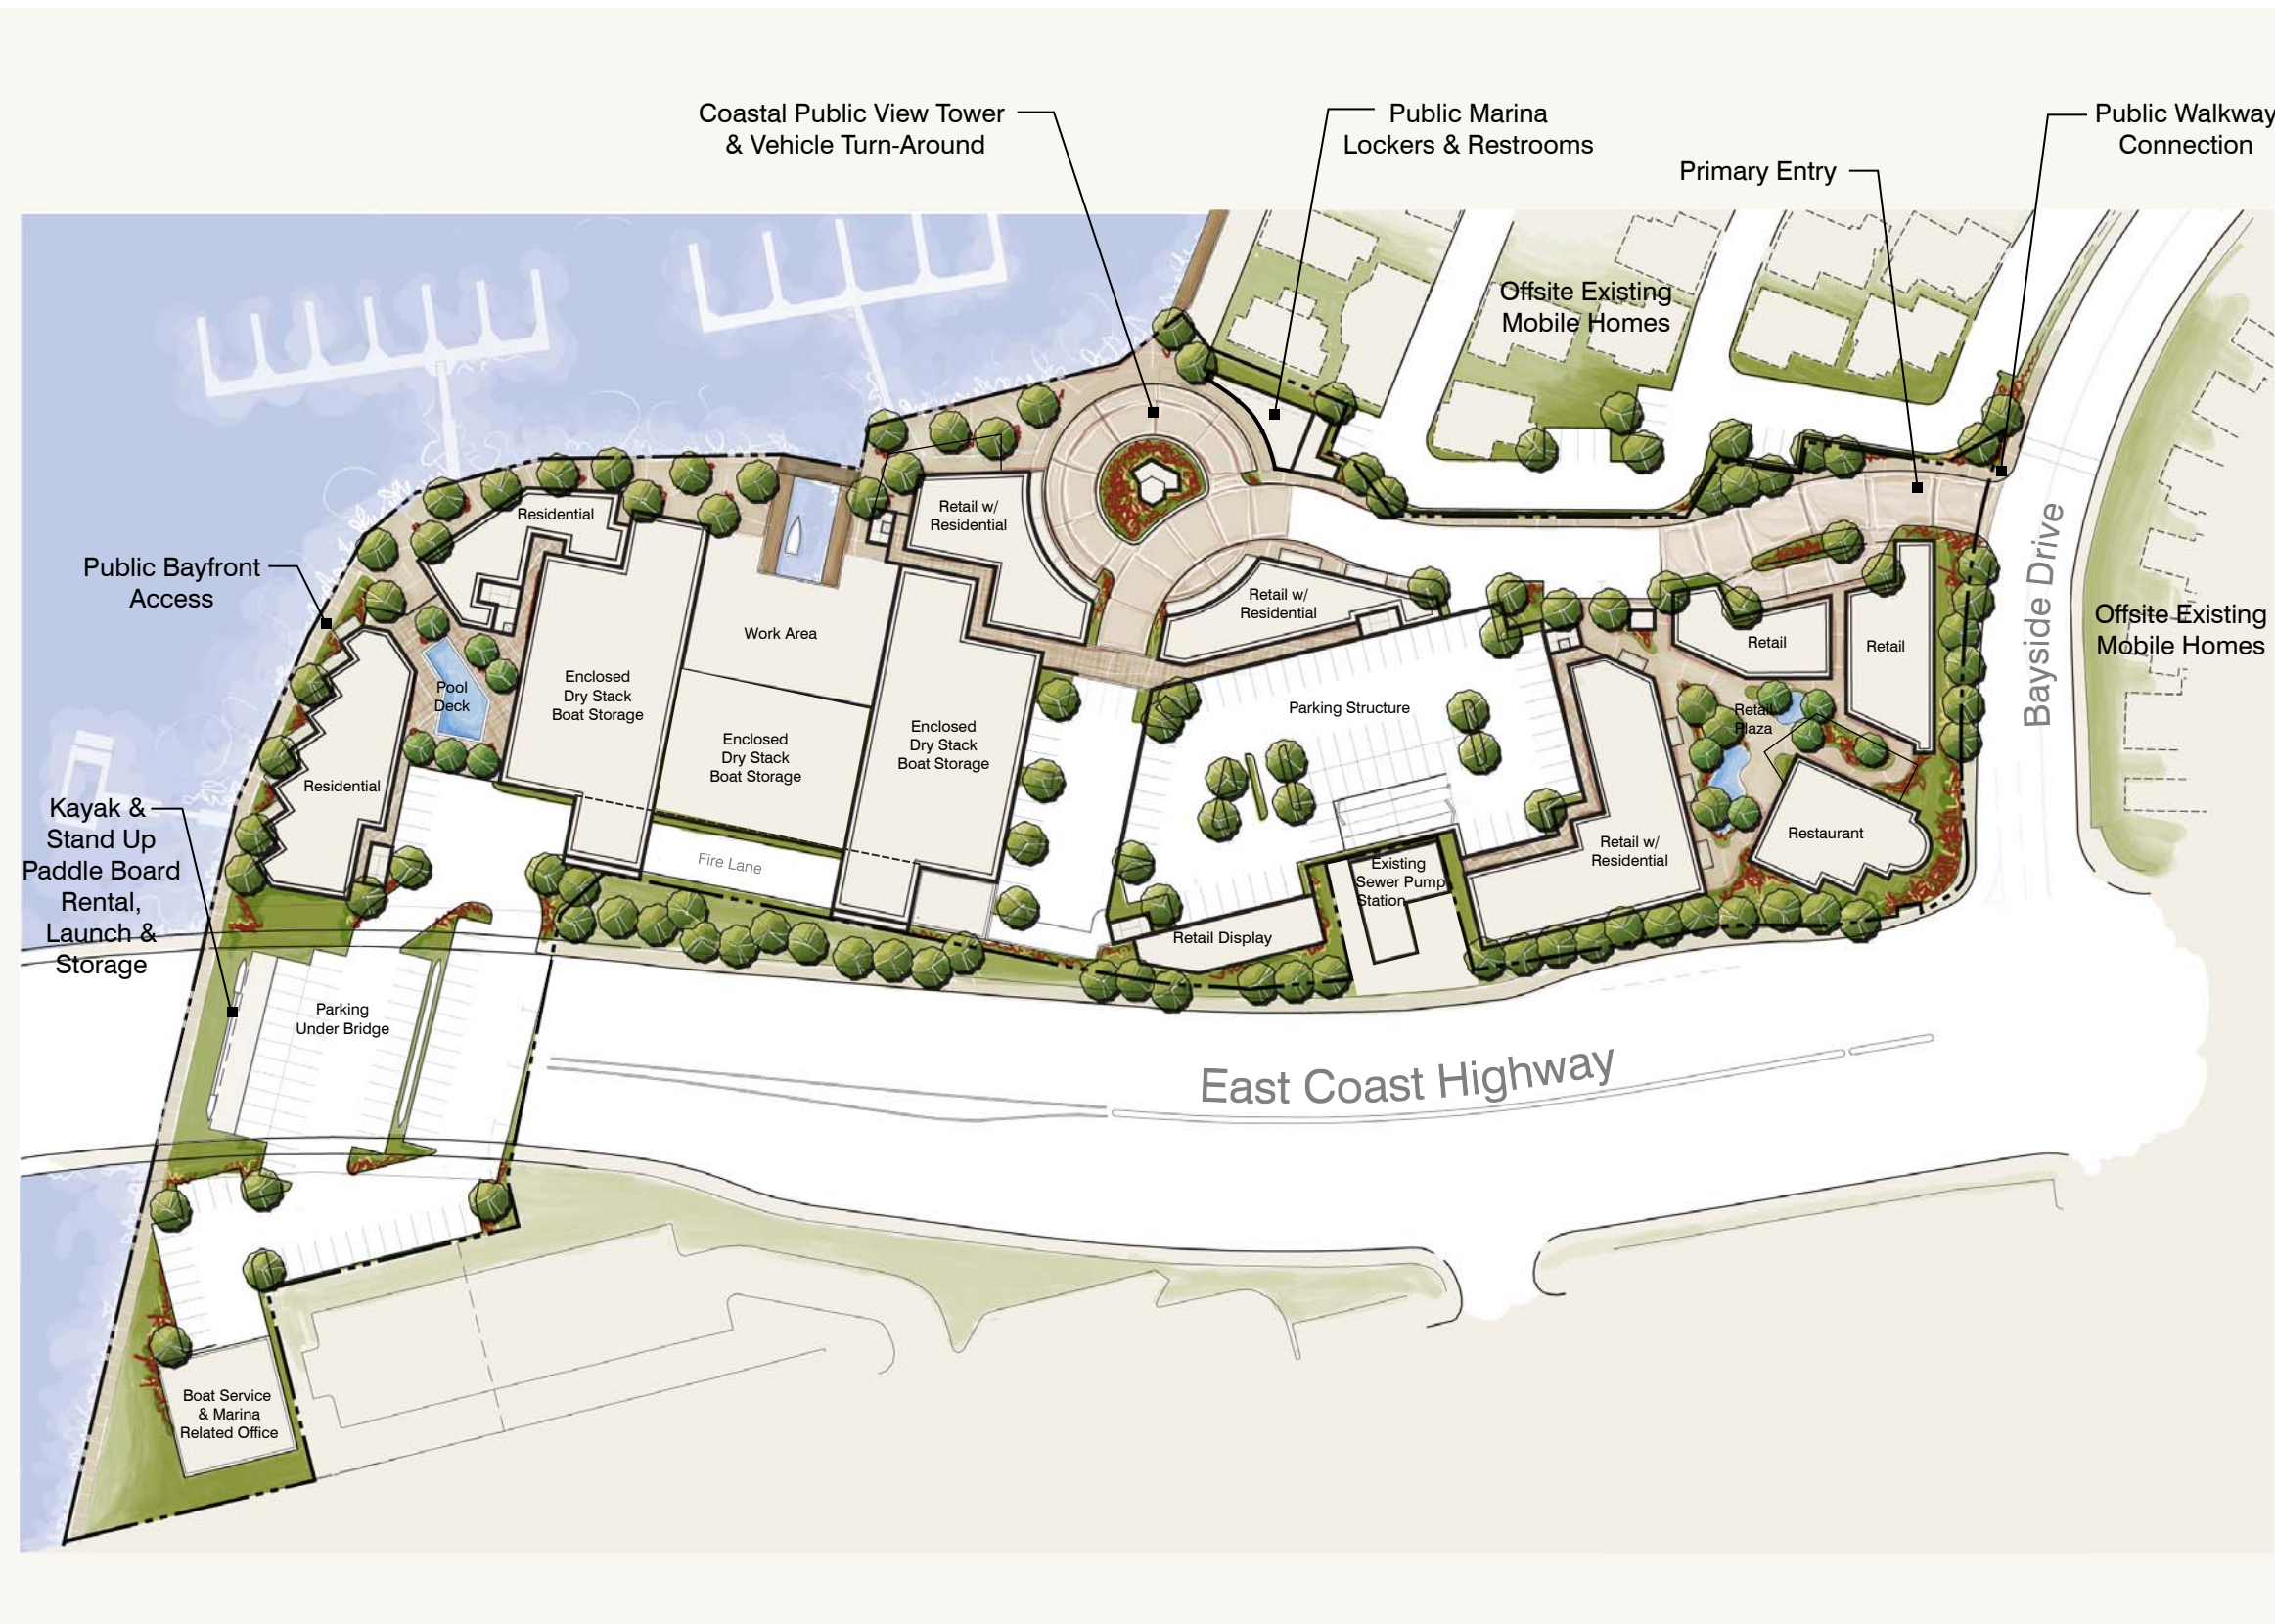 Coastal Public View Tower
& Vehicle Turn-Around
Public Marina
Lockers & Restrooms
Public Walkway
Connection
Primary Entry
Offsite Existing
Mobile Homes
Residential
Retail w/
Residential
Public Bayfront
Access
Retail w/
Residential
Bayside Drive
Offsite Existing
Mobile Homes
Work Area
Retail
Retail
Pool
Deck
Enclosed
Dry Stack
Boat Storage
Parking Structure
Retail
Plaza
Enclosed
Dry Stack
Boat Storage
Enclosed
Dry Stack
Boat Storage
Residential
Kayak &
Stand Up
Paddle Board
Rental,
Launch &
Storage
Fire Lane
Existing
Sewer Pump
Station
Retail w/
Residential
Restaurant
Retail Display
Parking
Under Bridge
East Coast Highway
Boat Service
& Marina
Related Office